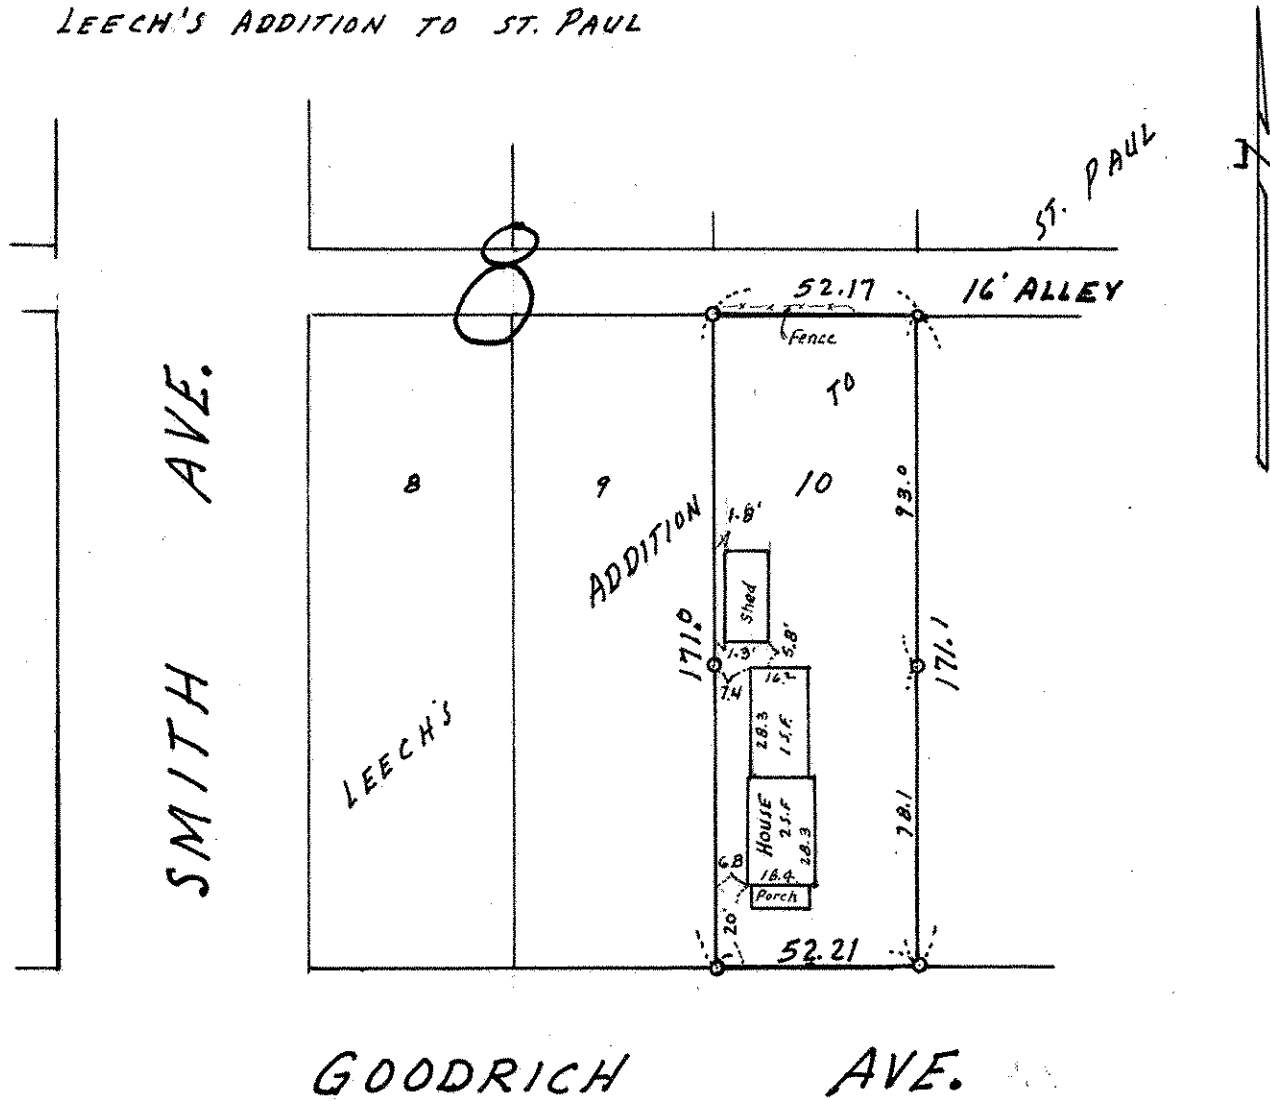 LEECH'S ADDITION TO ST. PAUL
ST. PAUL
52.17
16' ALLEY
Fence
TO
AVE.
8
9
10
93.0
ADDITION
1.8'
Shed
171.0
1.3'
5.8'
171.1
7.4
16.2
SMITH
LEECH'S
28.3
1 S.F.
78.1
HOUSE
2 S.F
28.3
6.8
18.4
Porch
20'
52.21
GOODRICH AVE.